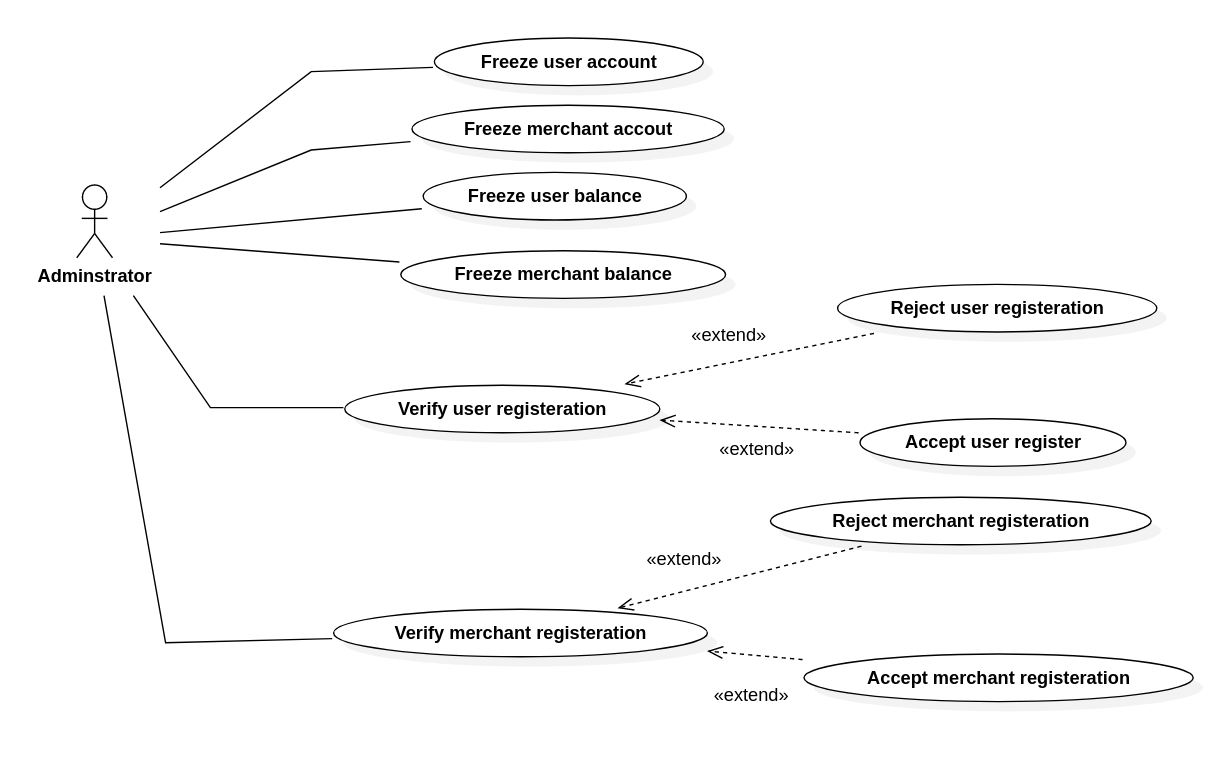 Freeze user account
Freeze merchant accout
Freeze user balance
Adminstrator
Freeze merchant balance
Reject user registeration
«extend»
Verify user registeration
«extend»
Accept user register
Reject merchant registeration
«extend»
Verify merchant registeration
Accept merchant registeration
«extend»